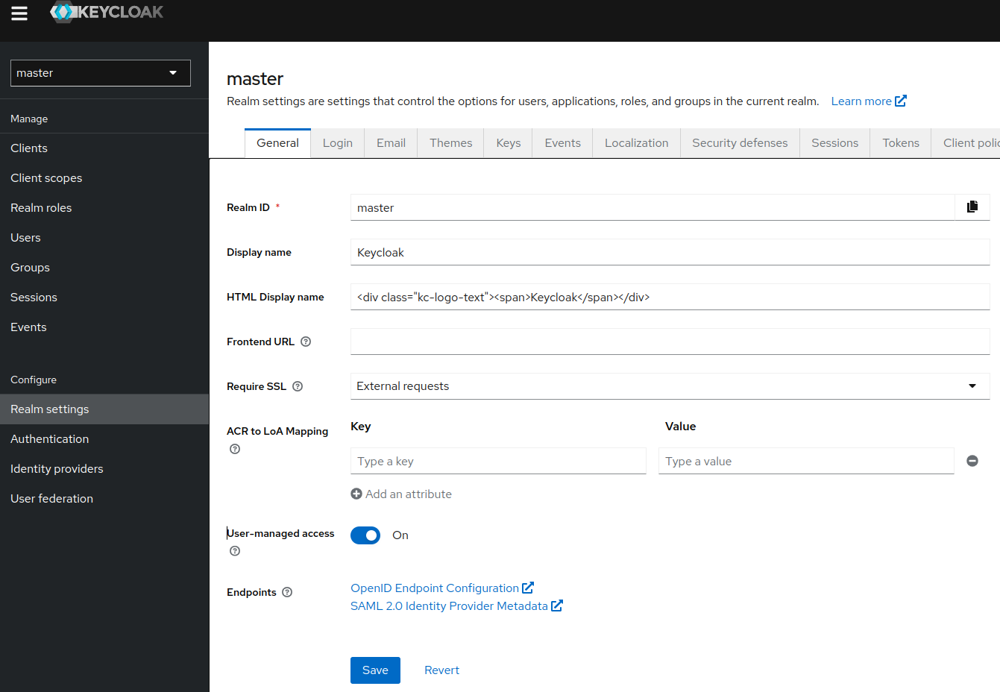 KEYCLOAK
master
Manage
Clients
Client scopes
Realm roles
Users
Groups
Sessions
Events
Configure
Realm settings
Authentication
Identity providers
User federation
master
Realm settings are settings that control the options for users, applications, roles, and groups in the current realm. Learn more
General Login Email Themes Keys Events Localization Security defenses Sessions Tokens Client polic
Realm ID * master
Display name Keycloak
HTML Display name <div class="kc-logo-text"><span>Keycloak</span></div>
Frontend URL
Require SSL External requests
ACR to LoA Mapping Key Value
Type a key Type a value
Add an attribute
User-managed access On
Endpoints OpenID Endpoint Configuration
SAML 2.0 Identity Provider Metadata
Save Revert